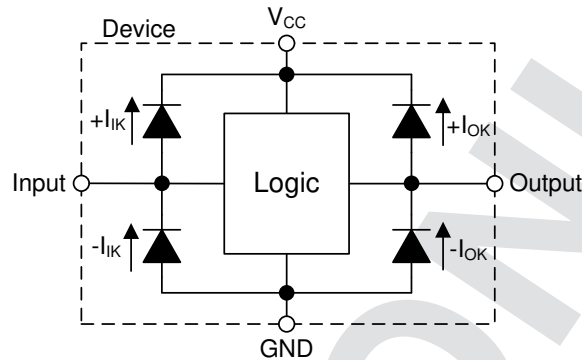 Device
VCC
+IIK
+IOK
Input
Logic
Output
-IIK
-IOK
GND